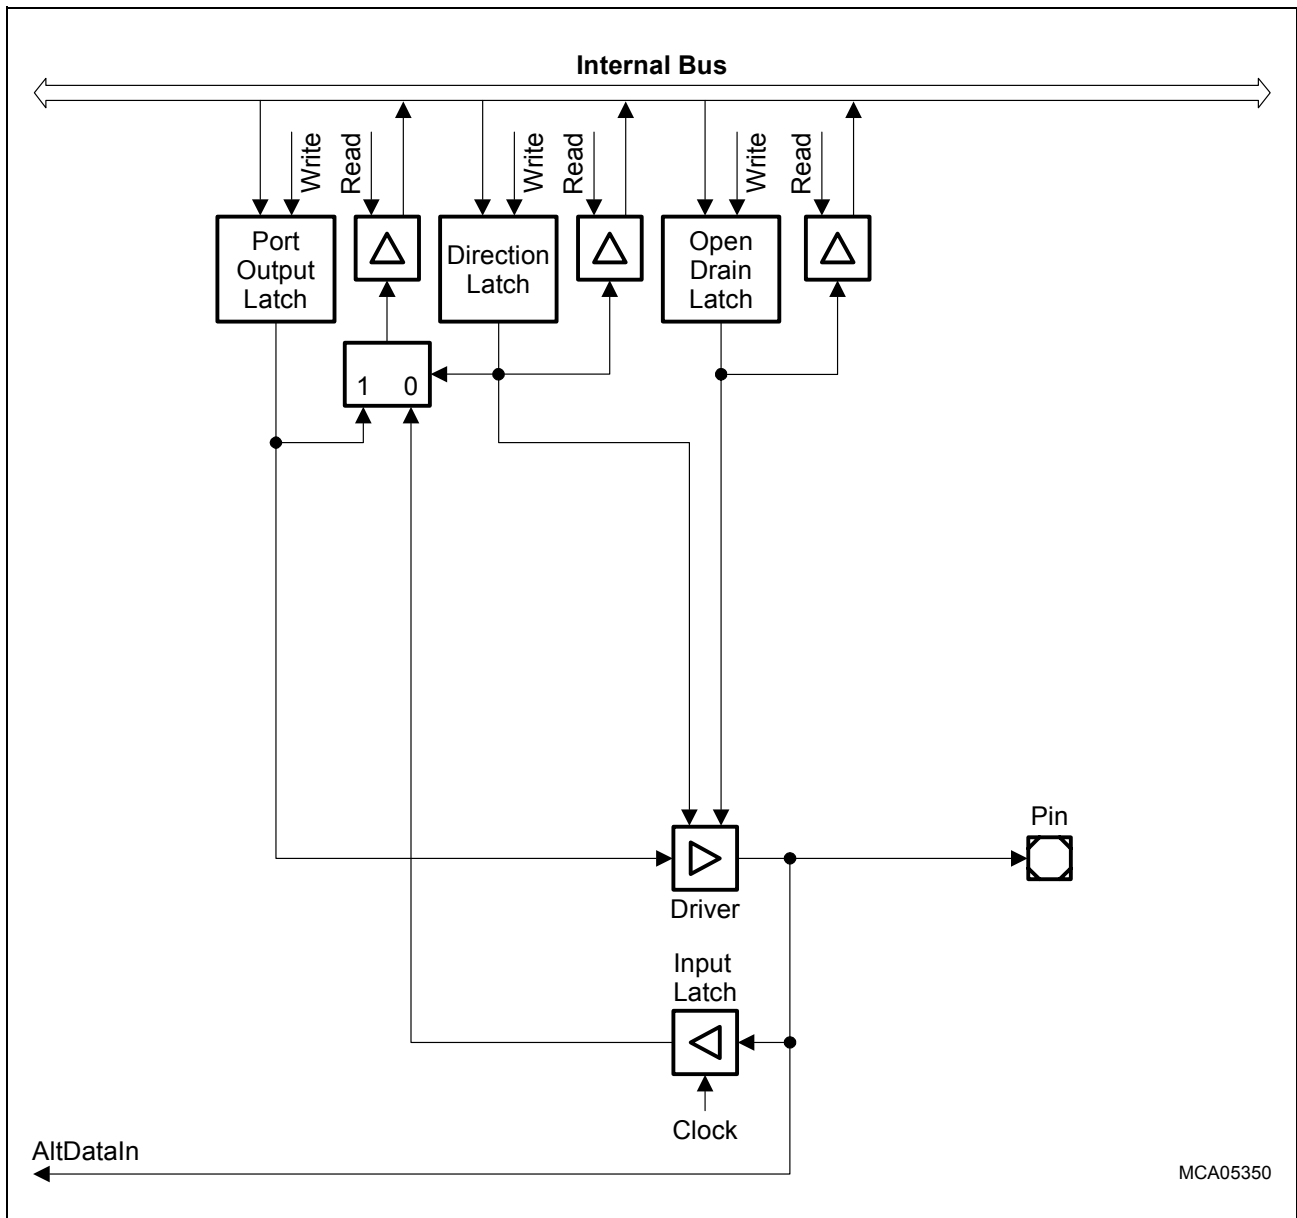 Internal Bus
Write
Read
Write
Read
Write
Read
Port
Output
Latch
Direction
Latch
Open
Drain
Latch
1 0
Pin
Driver
Input
Latch
Clock
AltDataIn
MCA05350